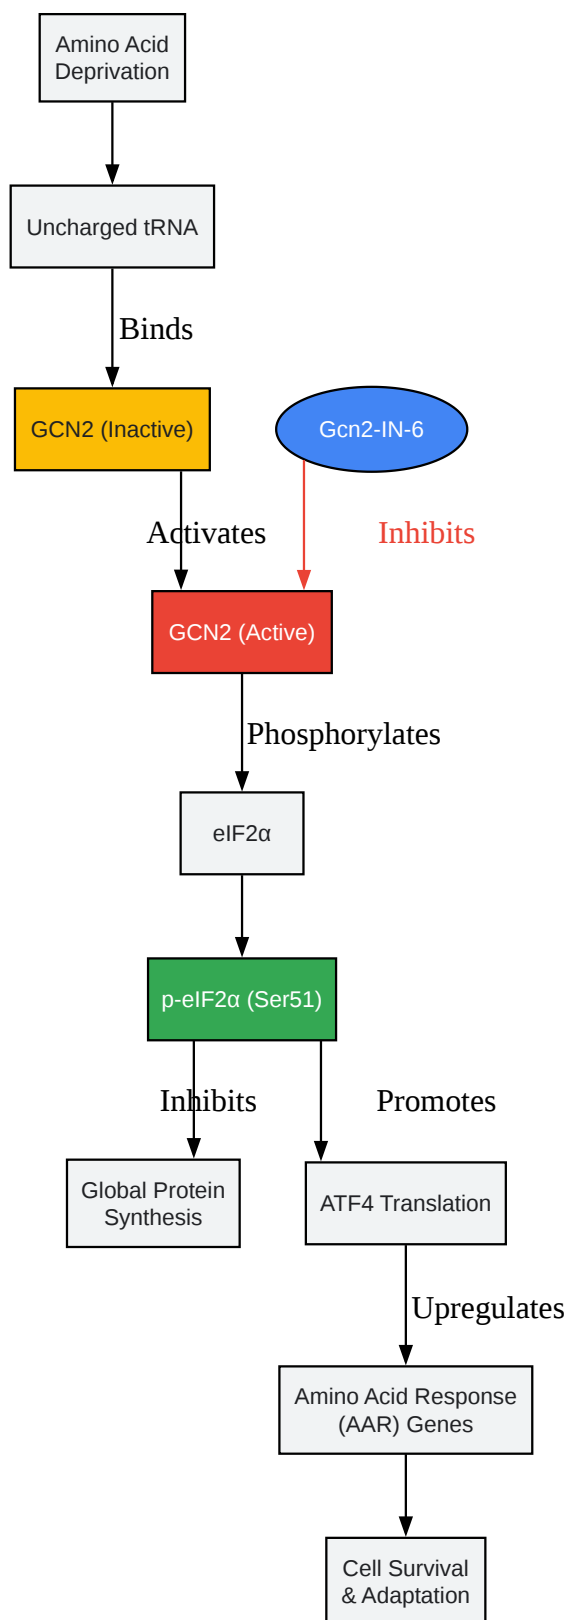 Amino Acid
Deprivation
Uncharged tRNA
Binds
GCN2 (Inactive)
Gcn2-IN-6
Activates
Inhibits
GCN2 (Active)
Phosphorylates
eIF2α
p-eIF2α (Ser51)
Inhibits
Promotes
Global Protein
Synthesis
ATF4 Translation
Upregulates
Amino Acid Response
(AAR) Genes
Cell Survival
& Adaptation